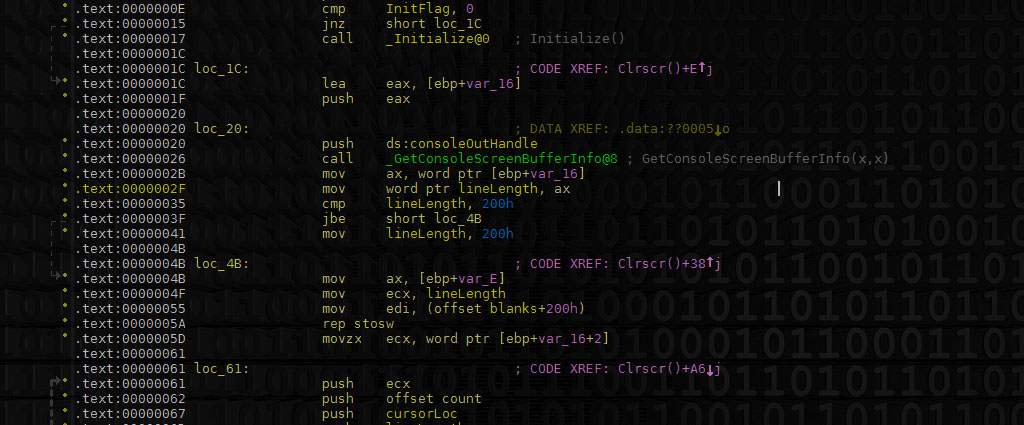 .text:0000000E cmp InitFlag, 0
.text:00000015 jnz short loc_1C
.text:00000017 call _Initialize@0 ; Initialize()
.text:0000001C
.text:0000001C loc_1C: ; CODE XREF: Clrscr()+E↑j
.text:0000001C lea eax, [ebp+var_16]
.text:0000001F push eax
.text:00000020
.text:00000020 loc_20: ; DATA XREF: .data:??0005↓o
.text:00000020 push ds:consoleOutHandle
.text:00000026 call _GetConsoleScreenBufferInfo@8 ; GetConsoleScreenBufferInfo(x,x)
.text:0000002B mov ax, word ptr [ebp+var_16]
.text:0000002F mov word ptr lineLength, ax
.text:00000035 cmp lineLength, 200h
.text:0000003F jbe short loc_4B
.text:00000041 mov lineLength, 200h
.text:0000004B
.text:0000004B loc_4B: ; CODE XREF: Clrscr()+38↑j
.text:0000004B mov ax, [ebp+var_E]
.text:0000004F mov ecx, lineLength
.text:00000055 mov edi, (offset blanks+200h)
.text:0000005A rep stosw
.text:0000005D movzx ecx, word ptr [ebp+var_16+2]
.text:00000061
.text:00000061 loc_61: ; CODE XREF: Clrscr()+A6↓j
.text:00000061 push ecx
.text:00000062 push offset count
.text:00000067 push cursorLoc